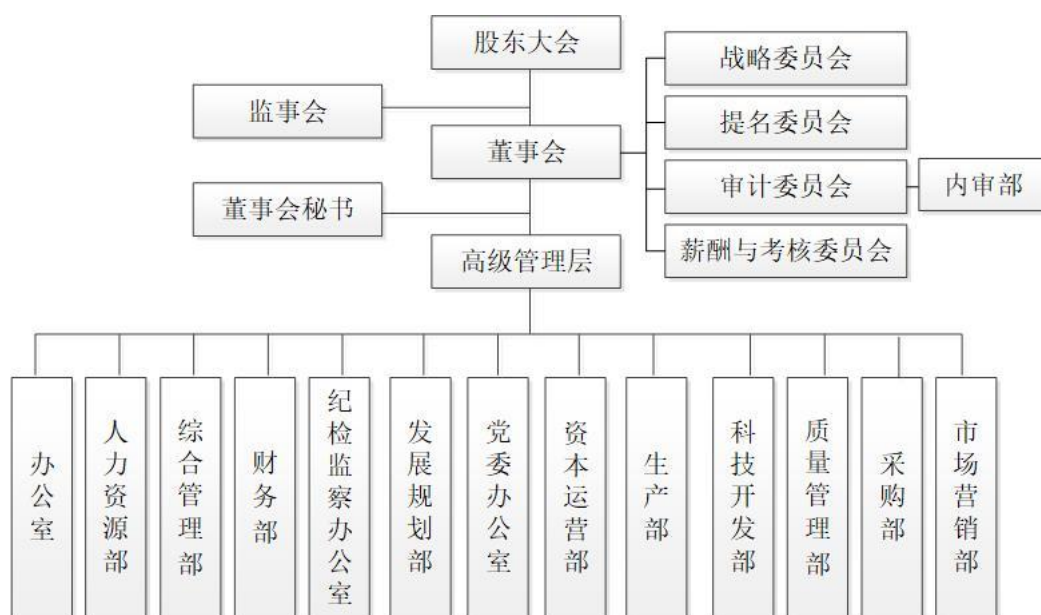 股东大会
战略委员会
监事会
提名委员会
董事会
审计委员会
内审部
董事会秘书
高级管理层
薪酬与考核委员会
办公室
人力资源部
综合管理部
财务部
纪检监察办公室
发展规划部
党委办公室
资本运营部
生产部
科技开发部
质量管理部
采购部
市场营销部